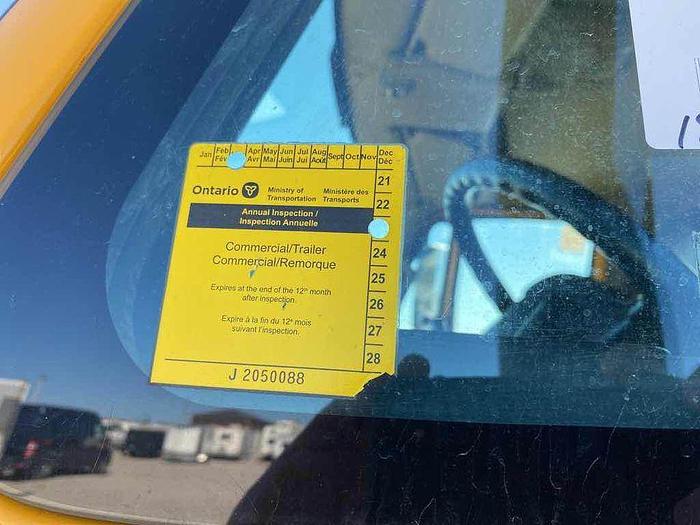 Jan Feb Fév Apr Avr May Mai Jun Juin Jul Jui Aug Août Sept Oct Nov Dec Déc
21
22
24
25
26
27
28
Ontario
Ministry of Transportation
Ministère des Transports
Annual Inspection /
Inspection Annuelle
Commercial/Trailer
Commercial/Remorque
Expires at the end of the 12th month
after inspection.
Expire à la fin du 12e mois
suivant l'inspection.
J 2050088